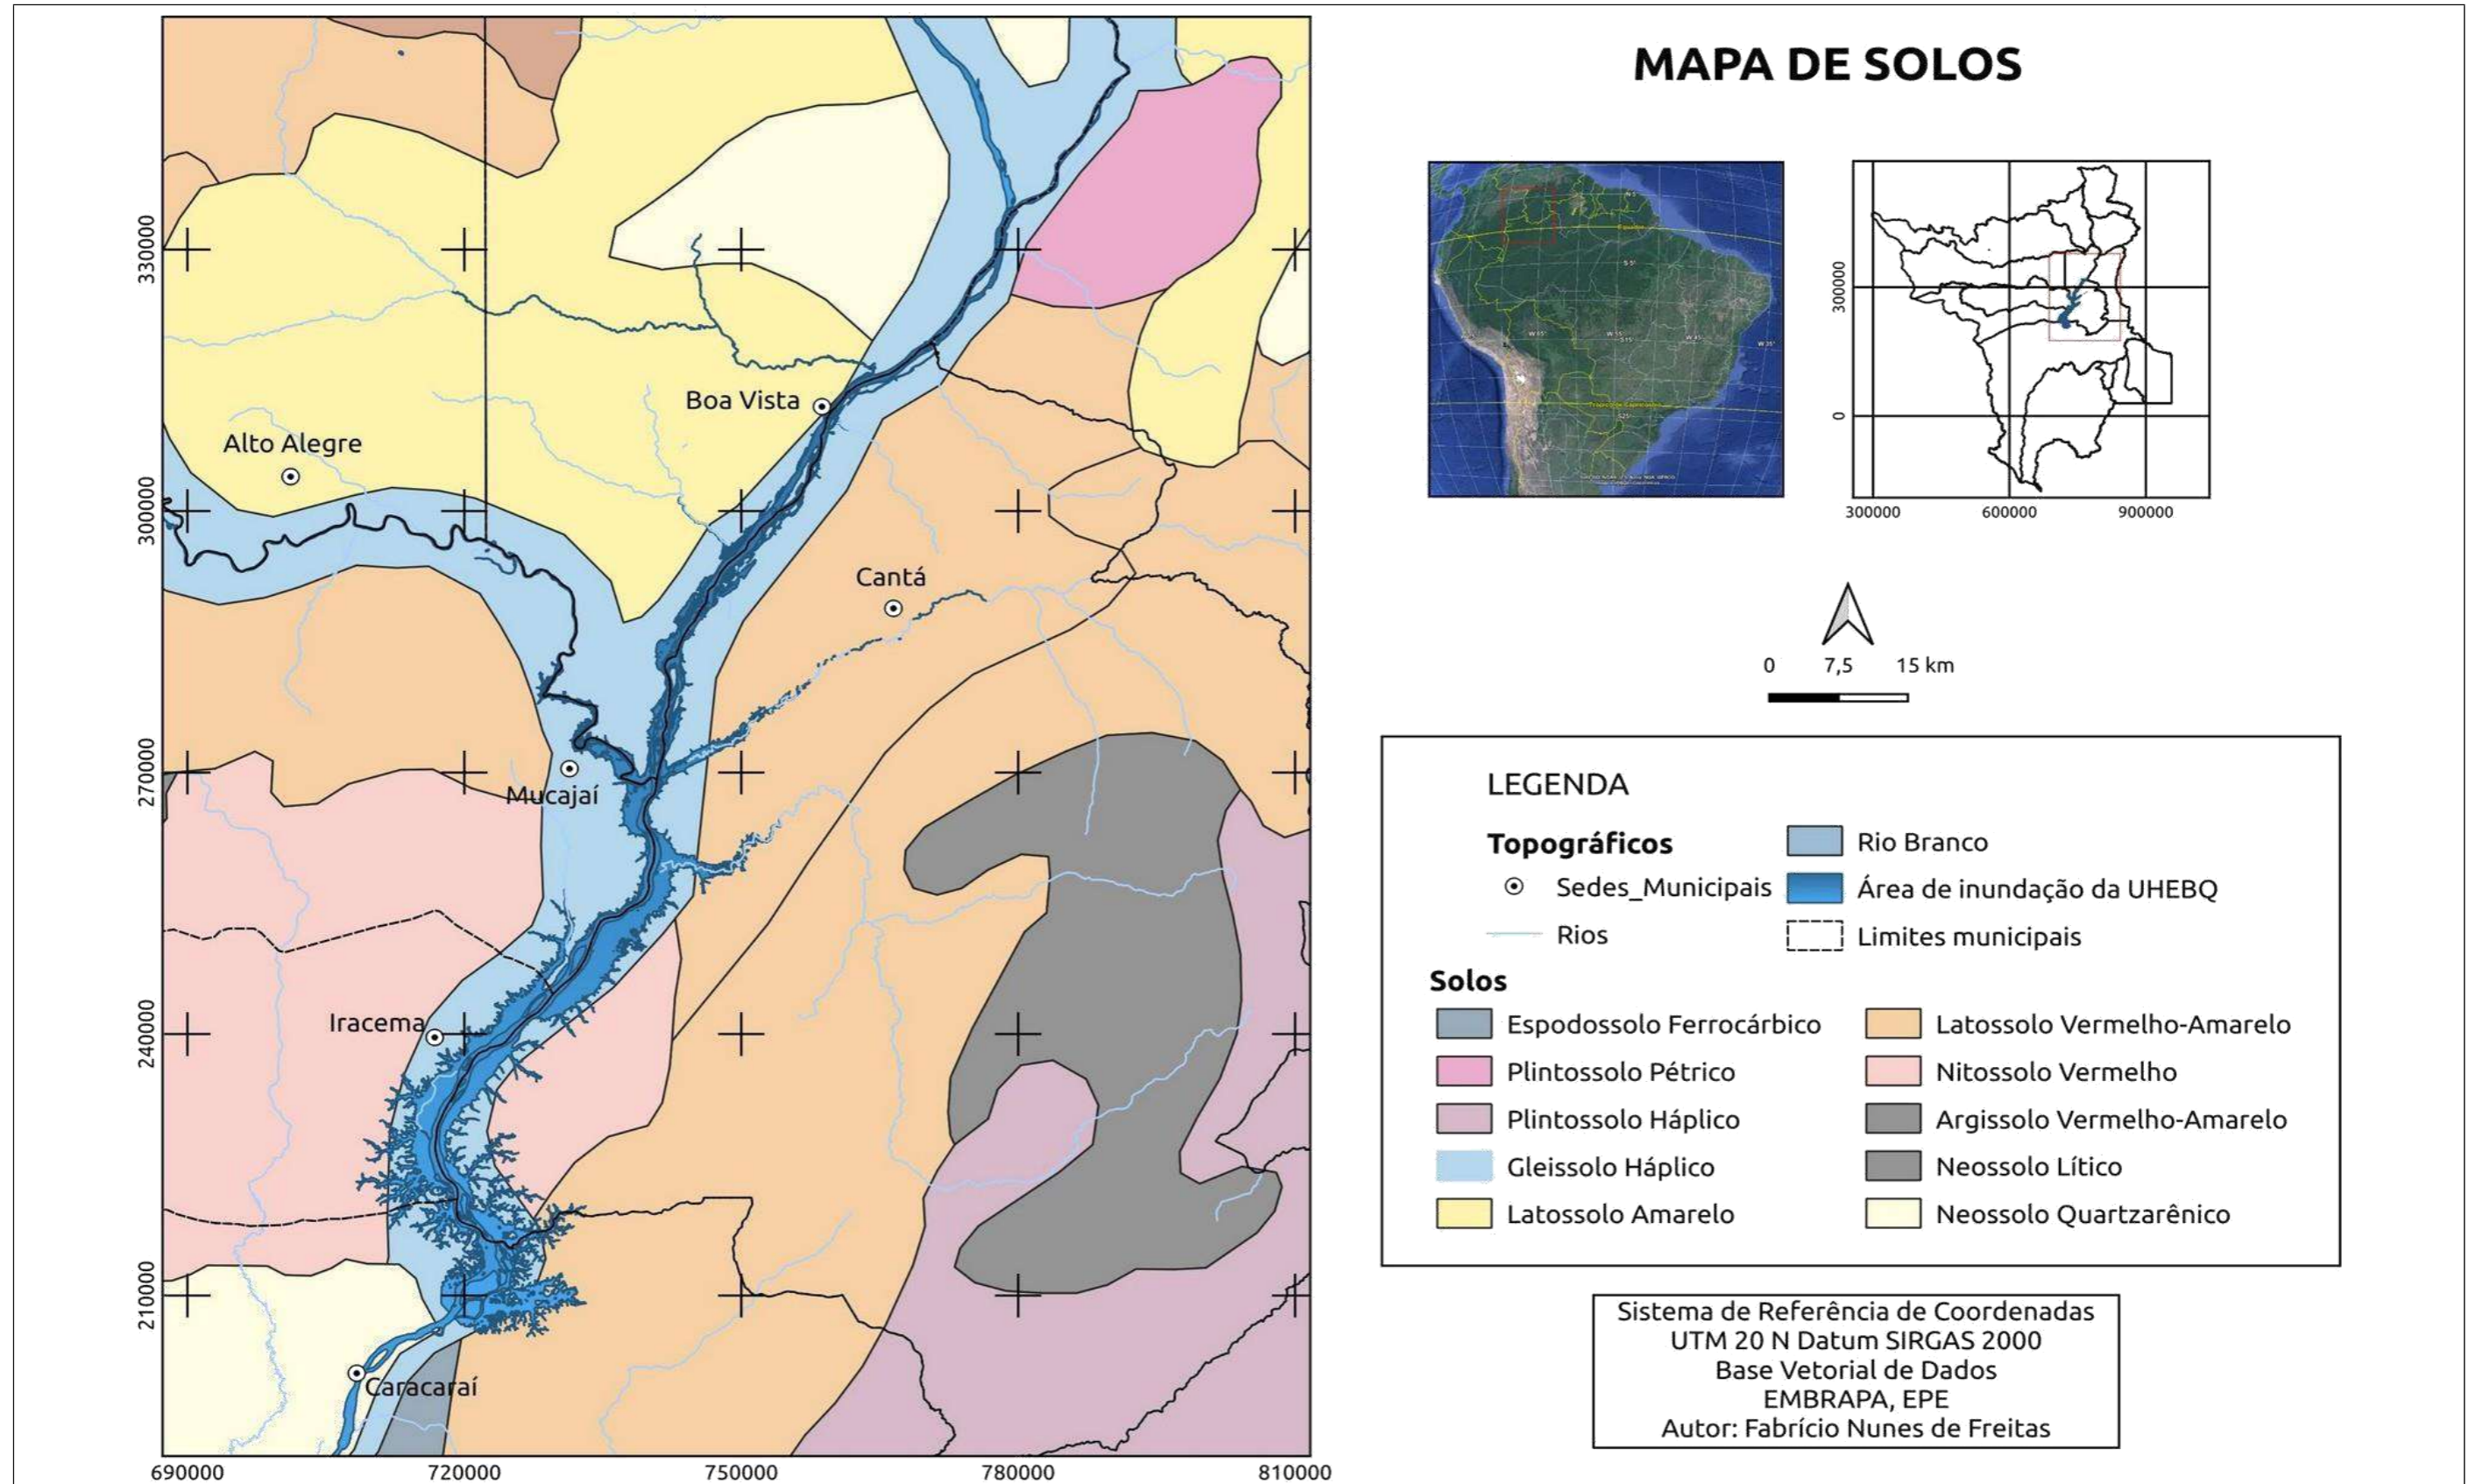 MAPA DE SOLOS
330000
300000
270000
240000
210000
690000
720000
750000
780000
810000
Boa Vista
Alto Alegre
Cantá
Mucajaí
Iracema
Caracaraí
300000
0
300000
600000
900000
0
7,5
15 km
LEGENDA
Topográficos
Sedes_Municipais
Rios
Rio Branco
Área de inundação da UHEBQ
Limites municipais
Solos
Espodossolo Ferrocárbico
Plintossolo Pétrico
Plintossolo Háplico
Gleissolo Háplico
Latossolo Amarelo
Latossolo Vermelho-Amarelo
Nitossolo Vermelho
Argissolo Vermelho-Amarelo
Neossolo Lítico
Neossolo Quartzarênico
Sistema de Referência de Coordenadas
UTM 20 N Datum SIRGAS 2000
Base Vetorial de Dados
EMBRAPA, EPE
Autor: Fabrício Nunes de Freitas